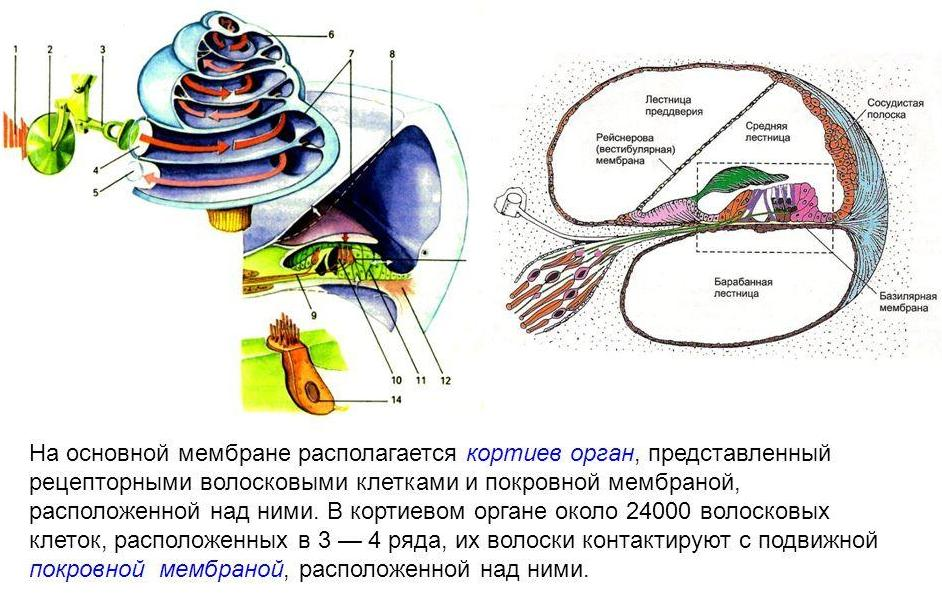 1
2
3
4
5
6
7
8
9
10
11
12
14
Лестница
преддверия
Рейснерова
(вестибулярная)
мембрана
Средняя
лестница
Сосудистая
полоска
Барабанная
лестница
Базилярная
мембрана
На основной мембране располагается кортиев орган, представленный
рецепторными волосковыми клетками и покровной мембраной,
расположенной над ними. В кортиевом органе около 24000 волосковых
клеток, расположенных в 3 — 4 ряда, их волоски контактируют с подвижной
покровной мембраной, расположенной над ними.